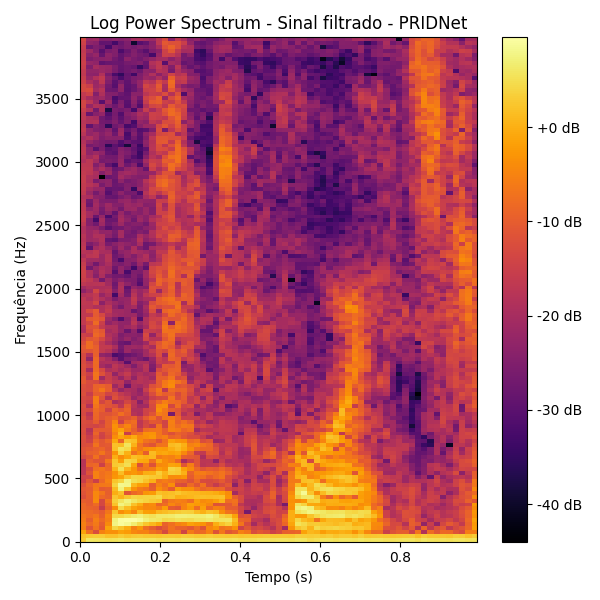 Log Power Spectrum - Sinal filtrado - PRIDNet
Frequência (Hz)
3500
3000
2500
2000
1500
1000
500
0
0.0 0.2 0.4 0.6 0.8
Tempo (s)
+0 dB
-10 dB
-20 dB
-30 dB
-40 dB